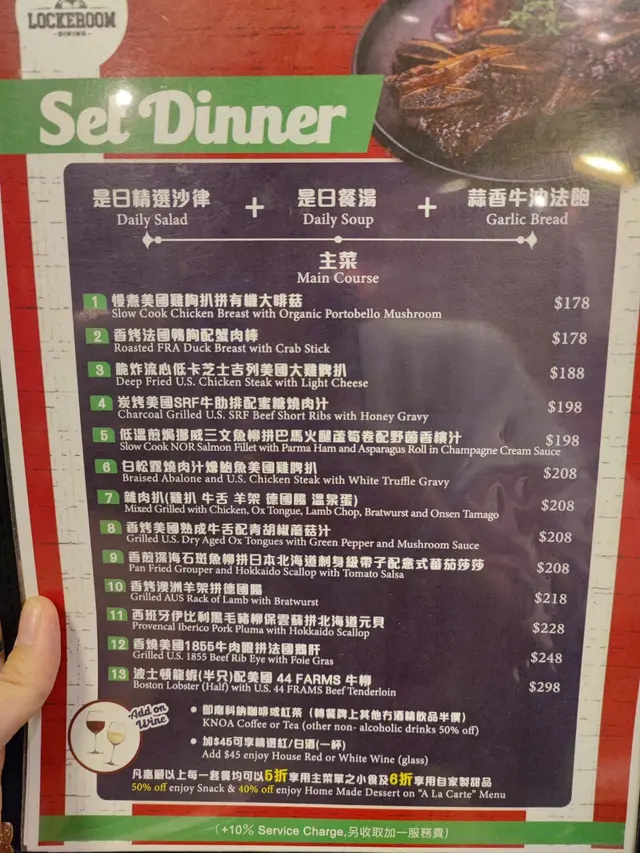 LOCKEROOM
DINING
Set Dinner
是日精選沙律 + 是日餐湯 + 蒜香牛油法飽
Daily Salad Daily Soup Garlic Bread
主菜
Main Course
1 慢煮美國雞胸扒拼有機大啡菇
Slow Cook Chicken Breast with Organic Portobello Mushroom $178
2 香烤法國鴨胸配蟹肉棒
Roasted FRA Duck Breast with Crab Stick $178
3 脆炸流心低卡芝士吉列美國大雞脾扒
Deep Fried U.S. Chicken Steak with Light Cheese $188
4 炭烤美國SRF牛肋排配蜜糖燒肉汁
Charcoal Grilled U.S. SRF Beef Short Ribs with Honey Gravy $198
5 低溫煎焗挪威三文魚柳拼巴馬火腿蘆筍卷配野菌香檳汁
Slow Cook NOR Salmon Fillet with Parma Ham and Asparagus Roll in Champagne Cream Sauce $198
6 白松露燒肉汁燴鮑魚美國雞脾扒
Braised Abalone and U.S. Chicken Steak with White Truffle Gravy $208
7 雜肉扒(雞扒 牛舌 羊架 德國腸 溫泉蛋)
Mixed Grilled with Chicken, Ox Tongue, Lamb Chop, Bratwurst and Onsen Tamago $208
8 香烤美國熟成牛舌配青胡椒蘑菇汁
Grilled U.S. Dry Aged Ox Tongues with Green Pepper and Mushroom Sauce $208
9 香煎深海石斑魚柳拼日本北海道刺身級帶子配意式蕃茄莎莎
Pan Fried Grouper and Hokkaido Scallop with Tomato Salsa $208
10 香烤澳洲羊架拼德國腸
Grilled AUS Rack of Lamb with Bratwurst $218
11 西班牙伊比利黑毛豬柳保雲蘇拼北海道元貝
Provencal Iberico Pork Pluma with Hokkaido Scallop $228
12 香燒美國1855牛肉眼拼法國鵝肝
Grilled U.S. 1855 Beef Rib Eye with Foie Gras $248
13 波士頓龍蝦(半只)配美國 44 FARMS 牛柳
Boston Lobster (Half) with U.S. 44 FRAMS Beef Tenderloin $298
Add on
Wine
• 即磨科納咖啡或紅茶 (轉餐牌上其他冇酒精飲品半價)
KNOA Coffee or Tea (other non- alcoholic drinks 50% off)
• 加$45可享精選紅/白酒(一杯)
Add $45 enjoy House Red or White Wine (glass)
凡惠顧以上每一套餐均可以5折享用主菜單之小食及6折享用自家製甜品
50% off enjoy Snack & 40% off enjoy Home Made Dessert on "A La Carte" Menu
(+10% Service Charge,另收取加一服務費)